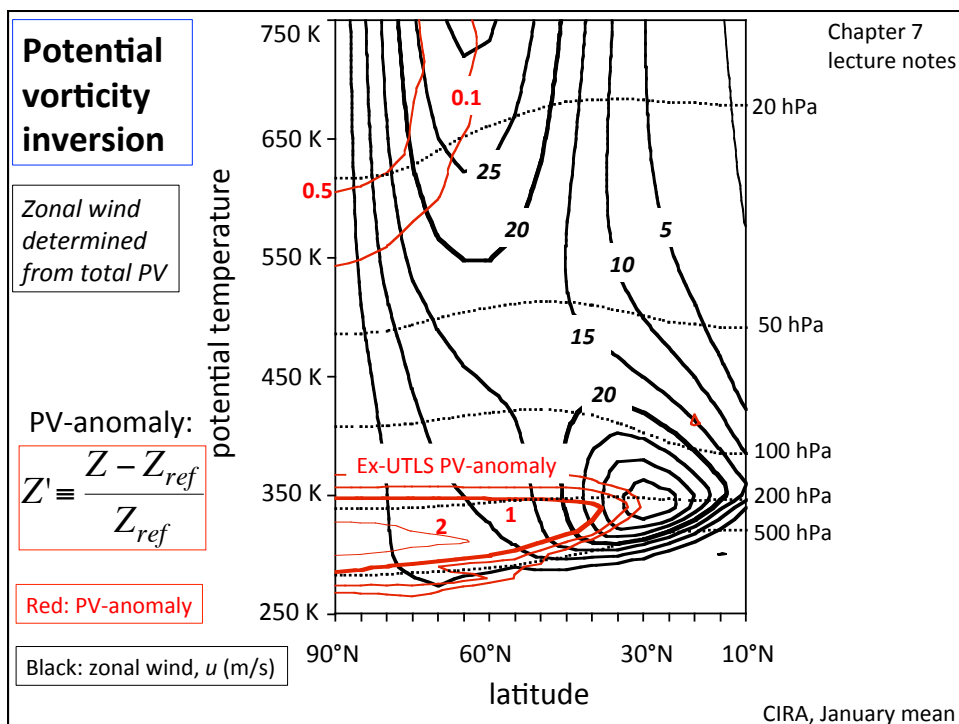 Potential
vorticity
inversion
Zonal wind
determined
from total PV
PV-anomaly:
Z' ≡ (Z − Z_ref) / Z_ref
Red: PV-anomaly
Black: zonal wind, u (m/s)
potential temperature
750 K
650 K
550 K
450 K
350 K
250 K
0.1
0.5
25
20
5
10
15
20
Ex-UTLS PV-anomaly
1
2
20 hPa
50 hPa
100 hPa
200 hPa
500 hPa
90°N
60°N
30°N
10°N
latitude
Chapter 7
lecture notes
CIRA, January mean